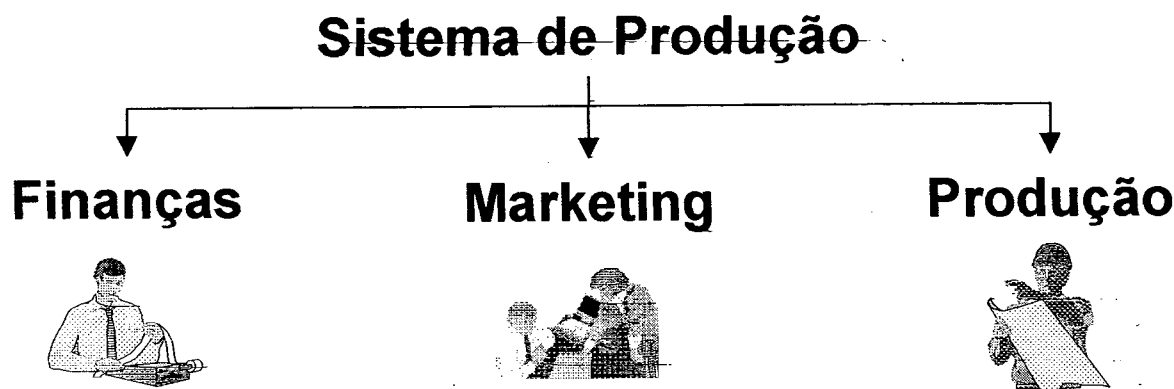 Sistema de Produção
Finanças
Marketing
Produção